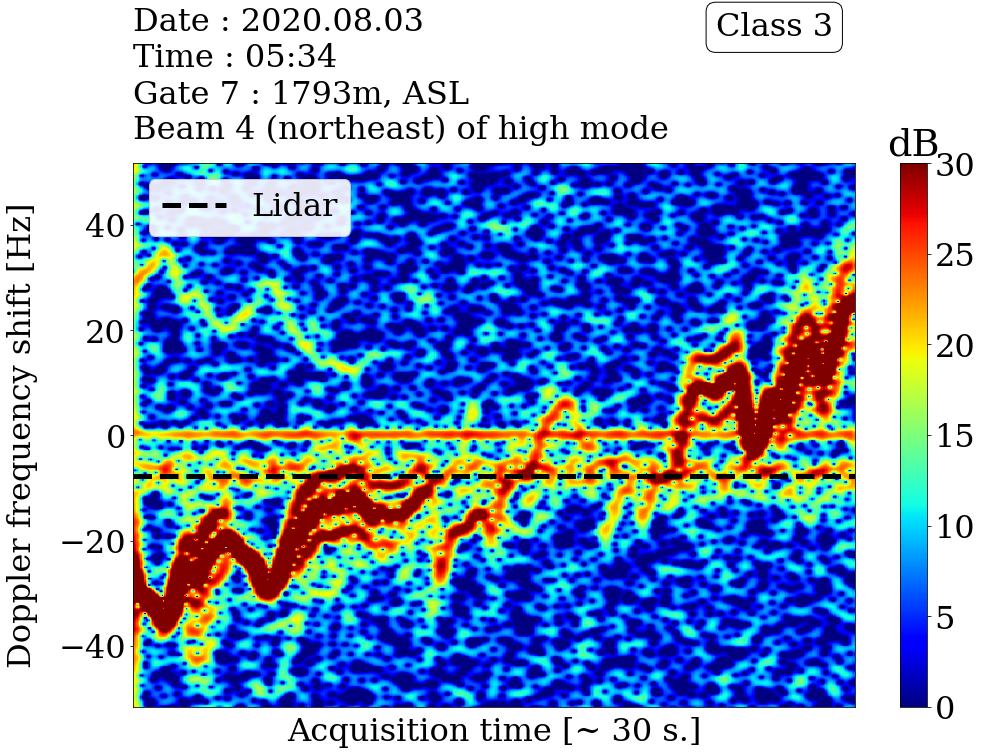 Date : 2020.08.03
Time : 05:34
Gate 7 : 1793m, ASL
Beam 4 (northeast) of high mode
Class 3
dB
Lidar
Doppler frequency shift [Hz]
40
20
0
−20
−40
Acquisition time [~ 30 s.]
30
25
20
15
10
5
0